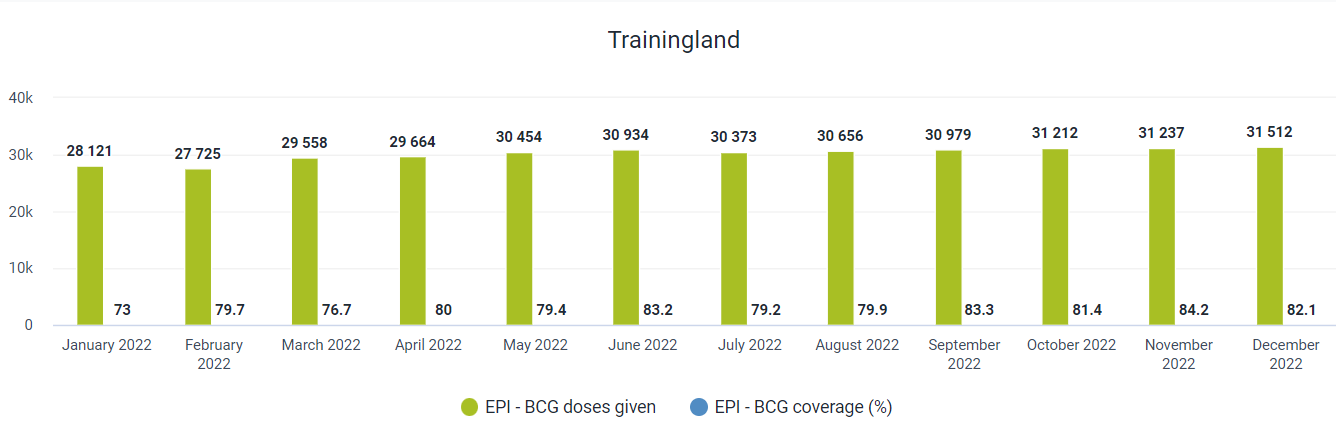 Trainingland
40k
30k
20k
10k
0
28 121
27 725
29 558
29 664
30 454
30 934
30 373
30 656
30 979
31 212
31 237
31 512
73
79.7
76.7
80
79.4
83.2
79.2
79.9
83.3
81.4
84.2
82.1
January 2022
February
2022
March 2022
April 2022
May 2022
June 2022
July 2022
August 2022
September
2022
October 2022
November
2022
December
2022
EPI - BCG doses given
EPI - BCG coverage (%)